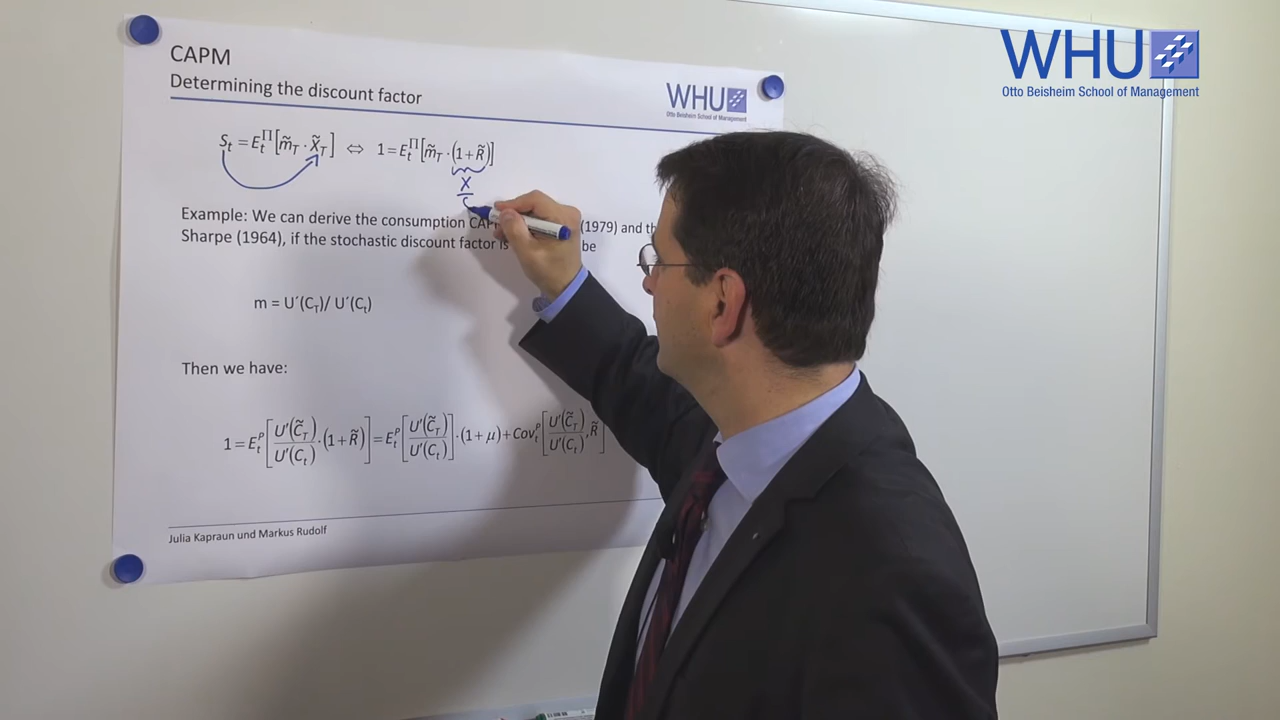 CAPM
Determining the discount factor
WHU
Otto Beisheim School of Management
WHU
Otto Beisheim School of Management
S_t = E_t^Π[m̃_T · X̃_T] ⇔ 1 = E_t^Π[m̃_T · (1 + R̃)]
X
Example: We can derive the consumption (1979) and
Sharpe (1964), if the stochastic discount factor is be
m = U´(C_T)/ U´(C_t)
Then we have:
1 = E_t^P[U'(C̃_T)/U'(C_t) · (1 + R̃)] = E_t^P[U'(C̃_T)/U'(C_t)] · (1 + μ) + Cov_t^P[U'(C̃_T)/U'(C_t), R̃]
Julia Kapraun und Markus Rudolf